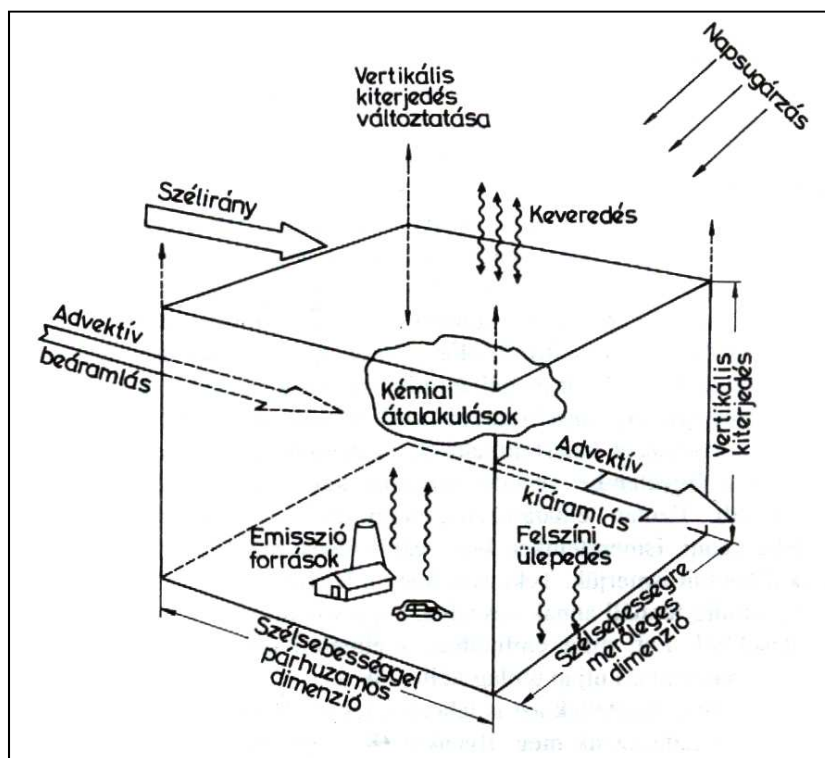 Vertikális
kiterjedés
változtatása
Napsugárzás
Szélirány
Keveredés
Advektív
beáramlás
Kémiai
átalakulások
Vertikális
kiterjedés
Advektív
kiáramlás
Emisszió
források
Felszíni
ülepedés
Szélsebességgel
párhuzamos
dimenzió
Szélsebességre
merőleges
dimenzió